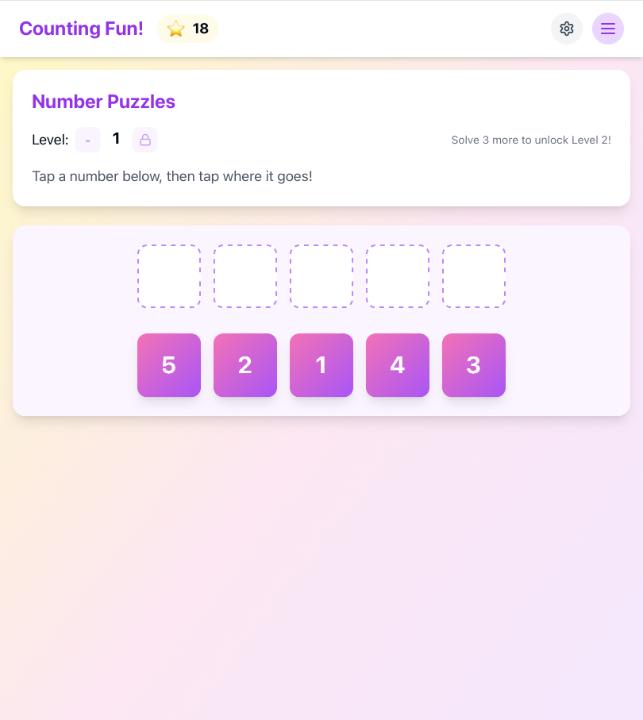 Counting Fun! 18
Number Puzzles
Level: - 1 Solve 3 more to unlock Level 2!
Tap a number below, then tap where it goes!
5 2 1 4 3